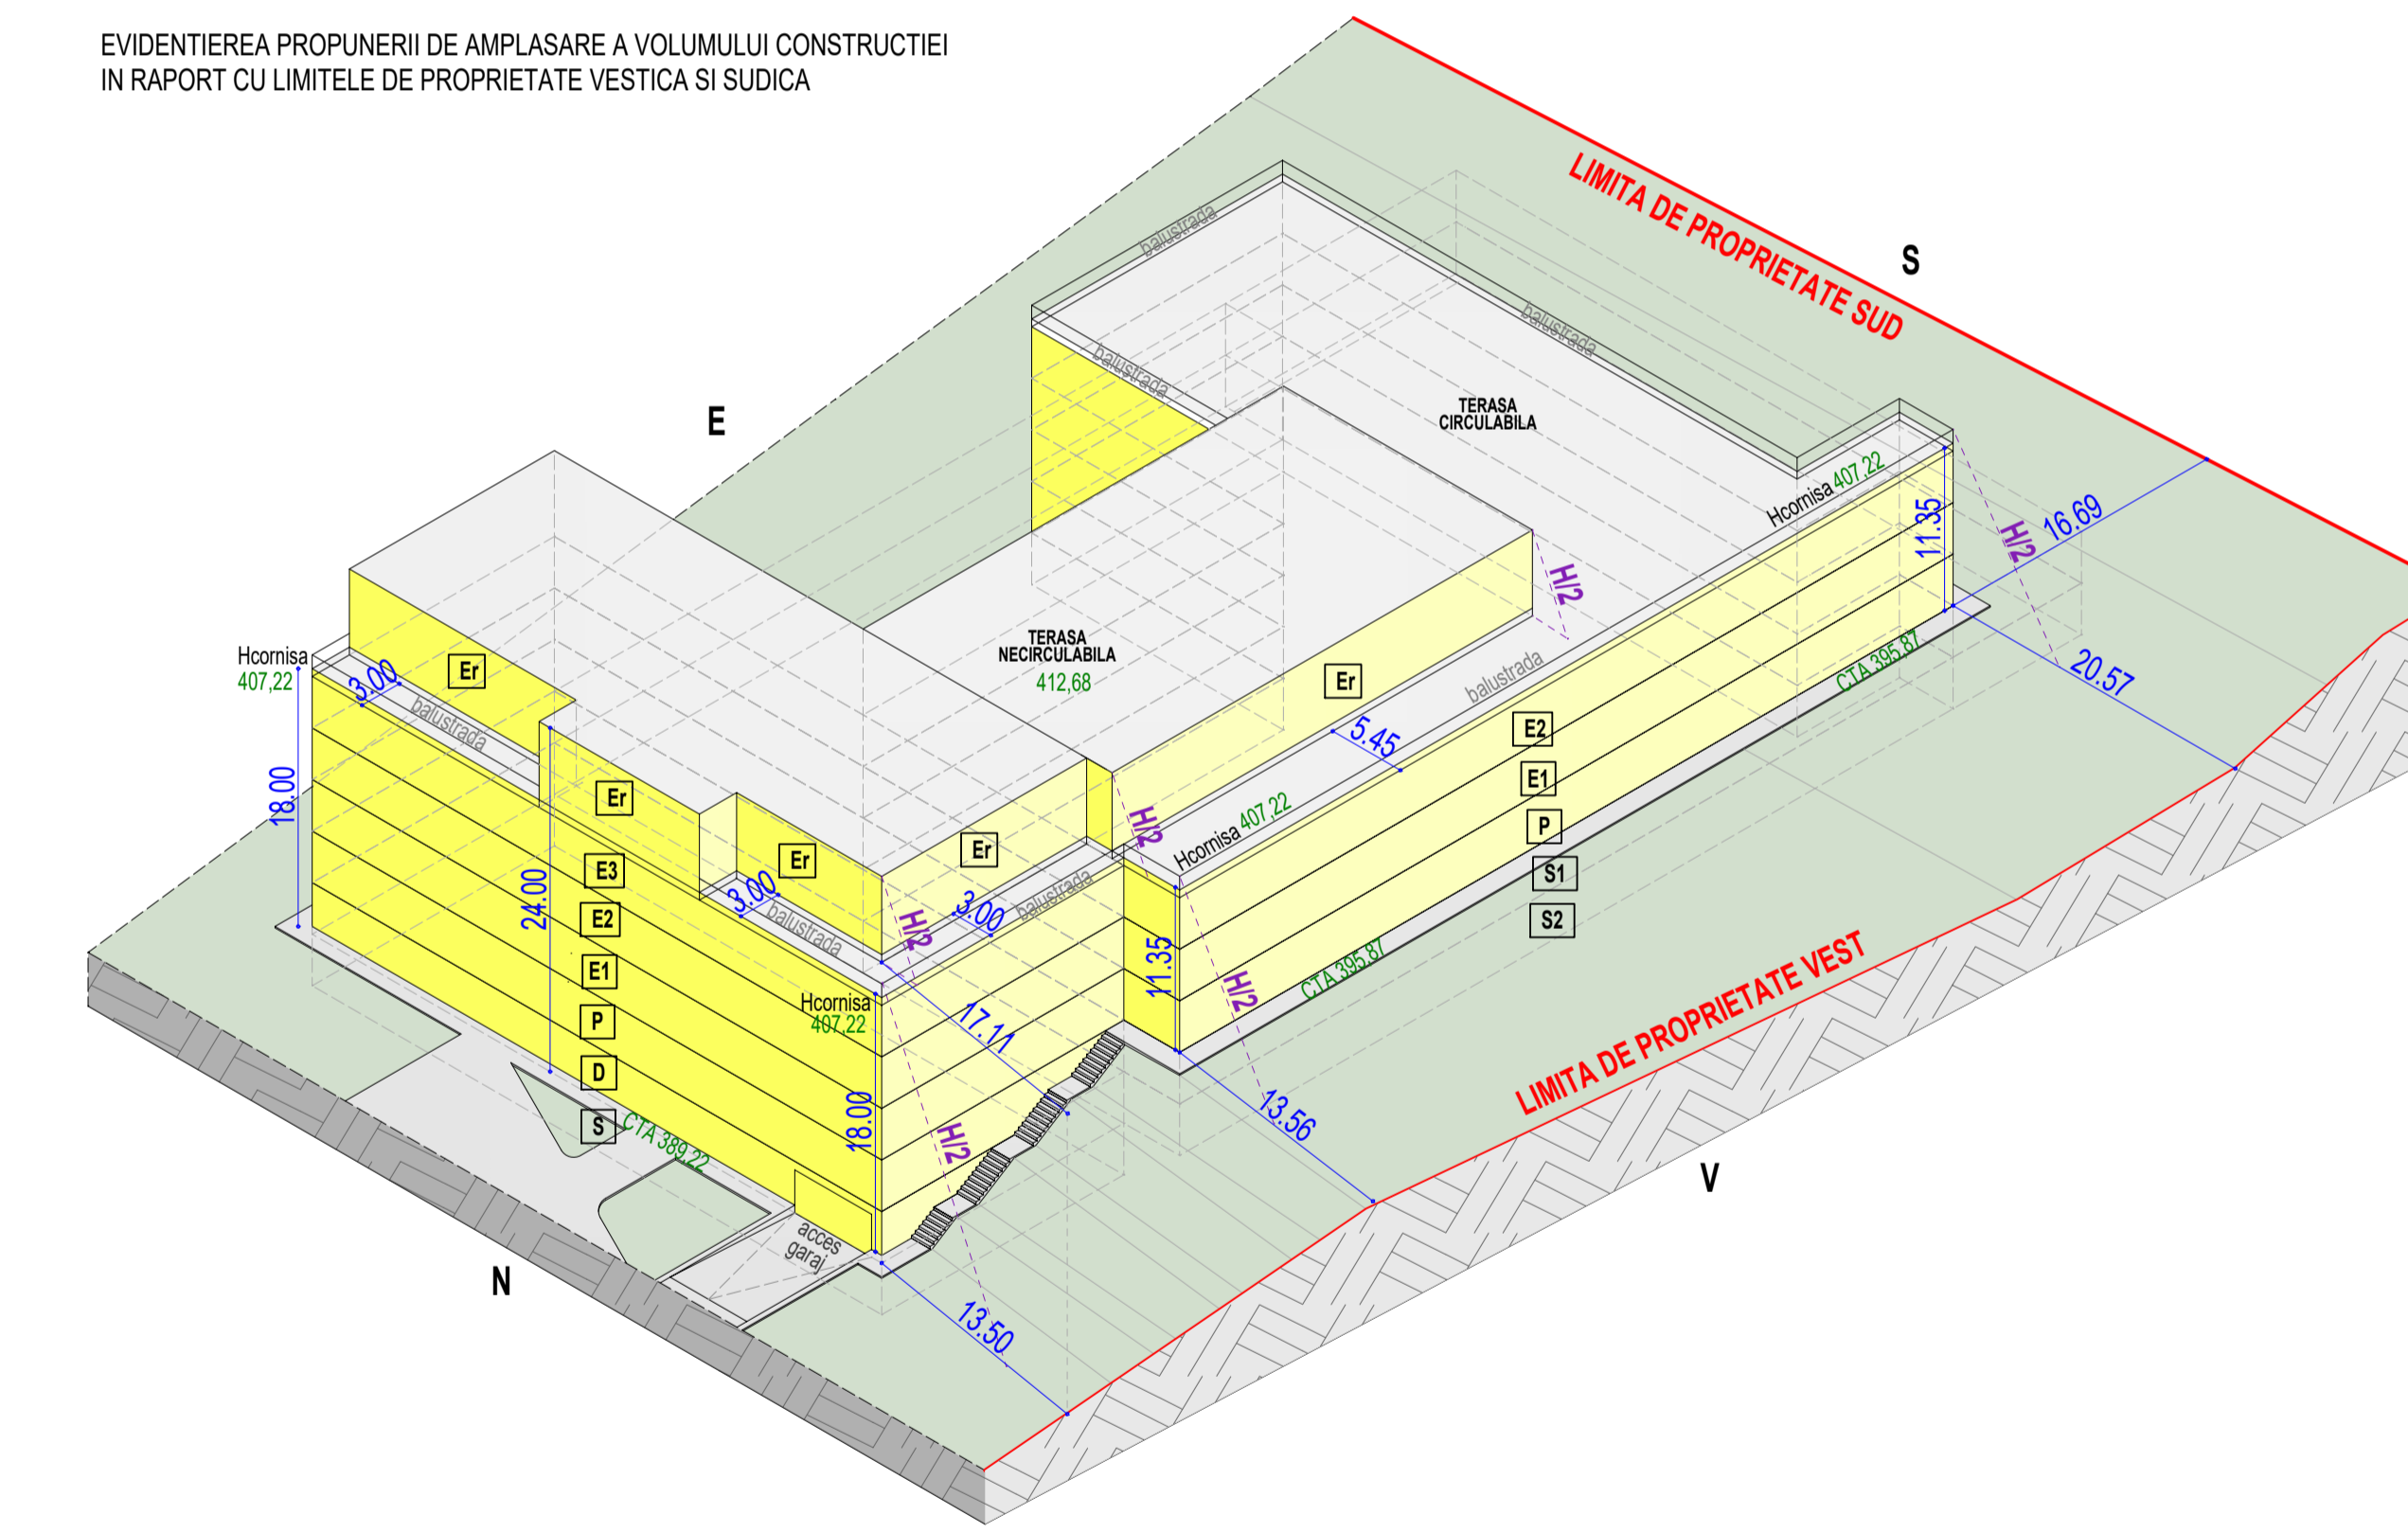 EVIDENTIEREA PROPUNERII DE AMPLASARE A VOLUMULUI CONSTRUCTIEI
IN RAPORT CU LIMITELE DE PROPRIETATE VESTICA SI SUDICA
LIMITA DE PROPRIETATE SUD
S
balustrada
balustrada
balustrada
TERASA
CIRCULABILA
E
Hcornisa 407,22
11.35
H/2
16.69
H/2
TERASA
NECIRCULABILA
412,68
Hcornisa
407,22
3.00
Er
balustrada
Er
balustrada
CTA 395,87
20.57
5.45
E2
E1
P
S1
S2
18.00
24.00
Er
Er
Er
H/2
Hcornisa 407,22
3.00
balustrada
3.00
balustrada
H/2
E3
E2
E1
P
D
S
CTA 389,22
Hcornisa
407,22
18.00
17.11
11.35
H/2
CTA 395,87
LIMITA DE PROPRIETATE VEST
H/2
13.56
V
acces
garaj
N
13.50